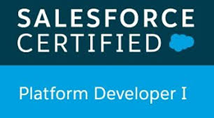 SALESFORCE
CERTIFIED
Platform Developer I